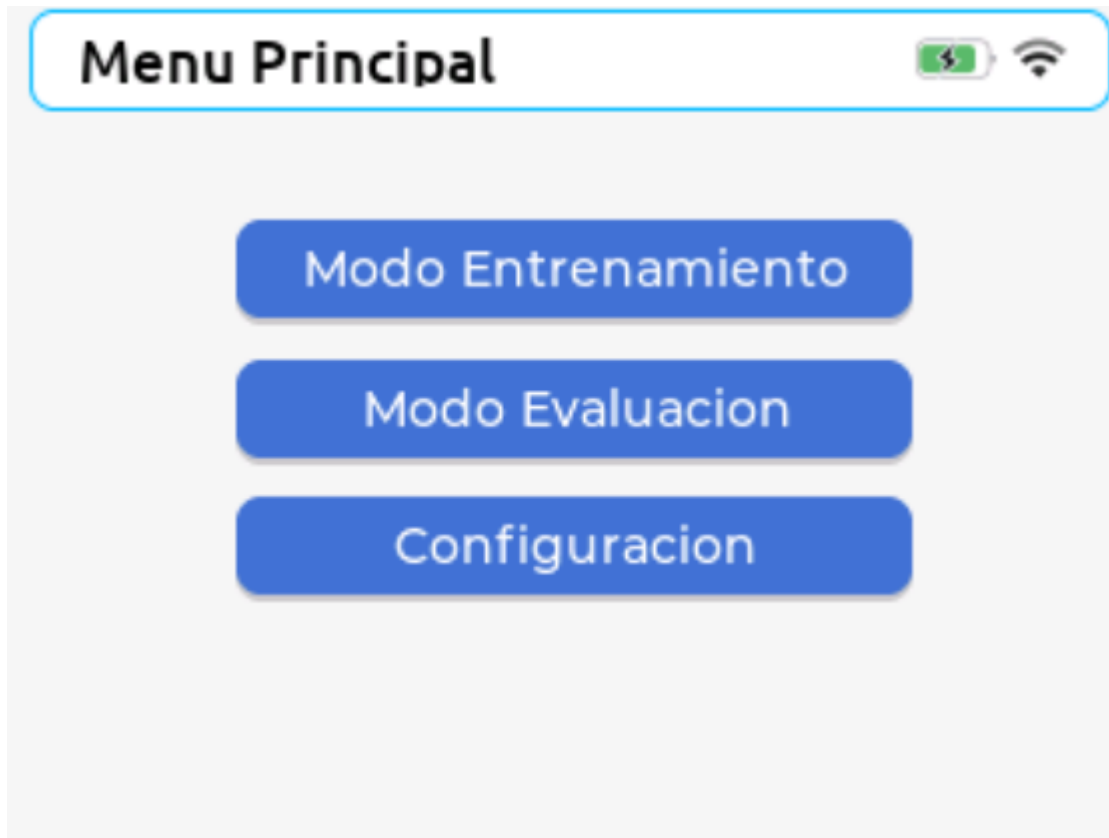 Menu Principal
Modo Entrenamiento
Modo Evaluacion
Configuracion